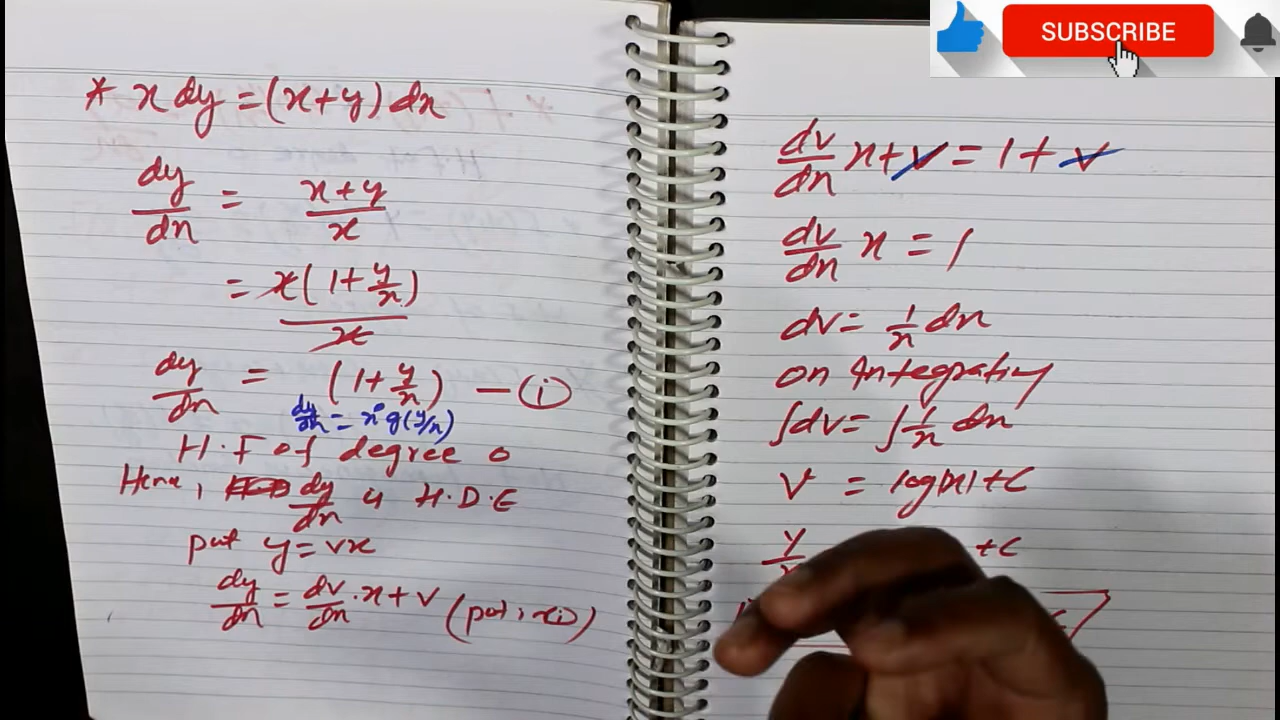 * x dy = (x+y) dx
dy/dx = x+y/x
= x(1+y/x)/x
dy/dx = (1+y/x) — (i)
dy/dx = x⁰ g(y/x)
H.F of degree 0
Hence, dy/dx is H.D.E
put y = vx
dy/dx = dv/dx · x + v (put in (i))
SUBSCRIBE
dv/dx x + v = 1 + v
dv/dx x = 1
dv = 1/x dx
on Integrating
∫dv = ∫1/x dx
v = log|x| + C
y/x + C